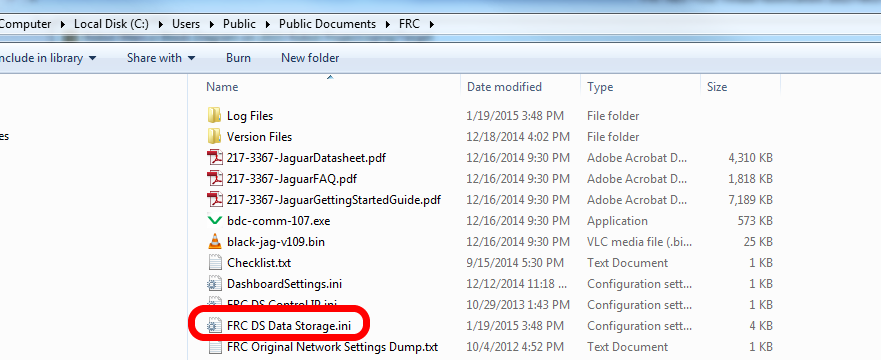 Computer ▸ Local Disk (C:) ▸ Users ▸ Public ▸ Public Documents ▸ FRC ▸
nclude in library Share with Burn New folder
Name Date modified Type Size
Log Files 1/19/2015 3:48 PM File folder
Version Files 12/18/2014 4:02 PM File folder
es
217-3367-JaguarDatasheet.pdf 12/16/2014 9:30 PM Adobe Acrobat D... 4,310 KB
217-3367-JaguarFAQ.pdf 12/16/2014 9:30 PM Adobe Acrobat D... 1,818 KB
217-3367-JaguarGettingStartedGuide.pdf 12/16/2014 9:30 PM Adobe Acrobat D... 7,189 KB
bdc-comm-107.exe 12/16/2014 9:30 PM Application 573 KB
black-jag-v109.bin 12/16/2014 9:30 PM VLC media file (.bi... 25 KB
Checklist.txt 9/15/2014 5:30 PM Text Document 1 KB
DashboardSettings.ini 12/12/2014 11:18 ... Configuration sett... 1 KB
FRC DS Control IP.ini 10/29/2013 1:43 PM Configuration sett... 1 KB
FRC DS Data Storage.ini 1/19/2015 3:48 PM Configuration sett... 4 KB
FRC Original Network Settings Dump.txt 10/4/2012 4:52 PM Text Document 1 KB